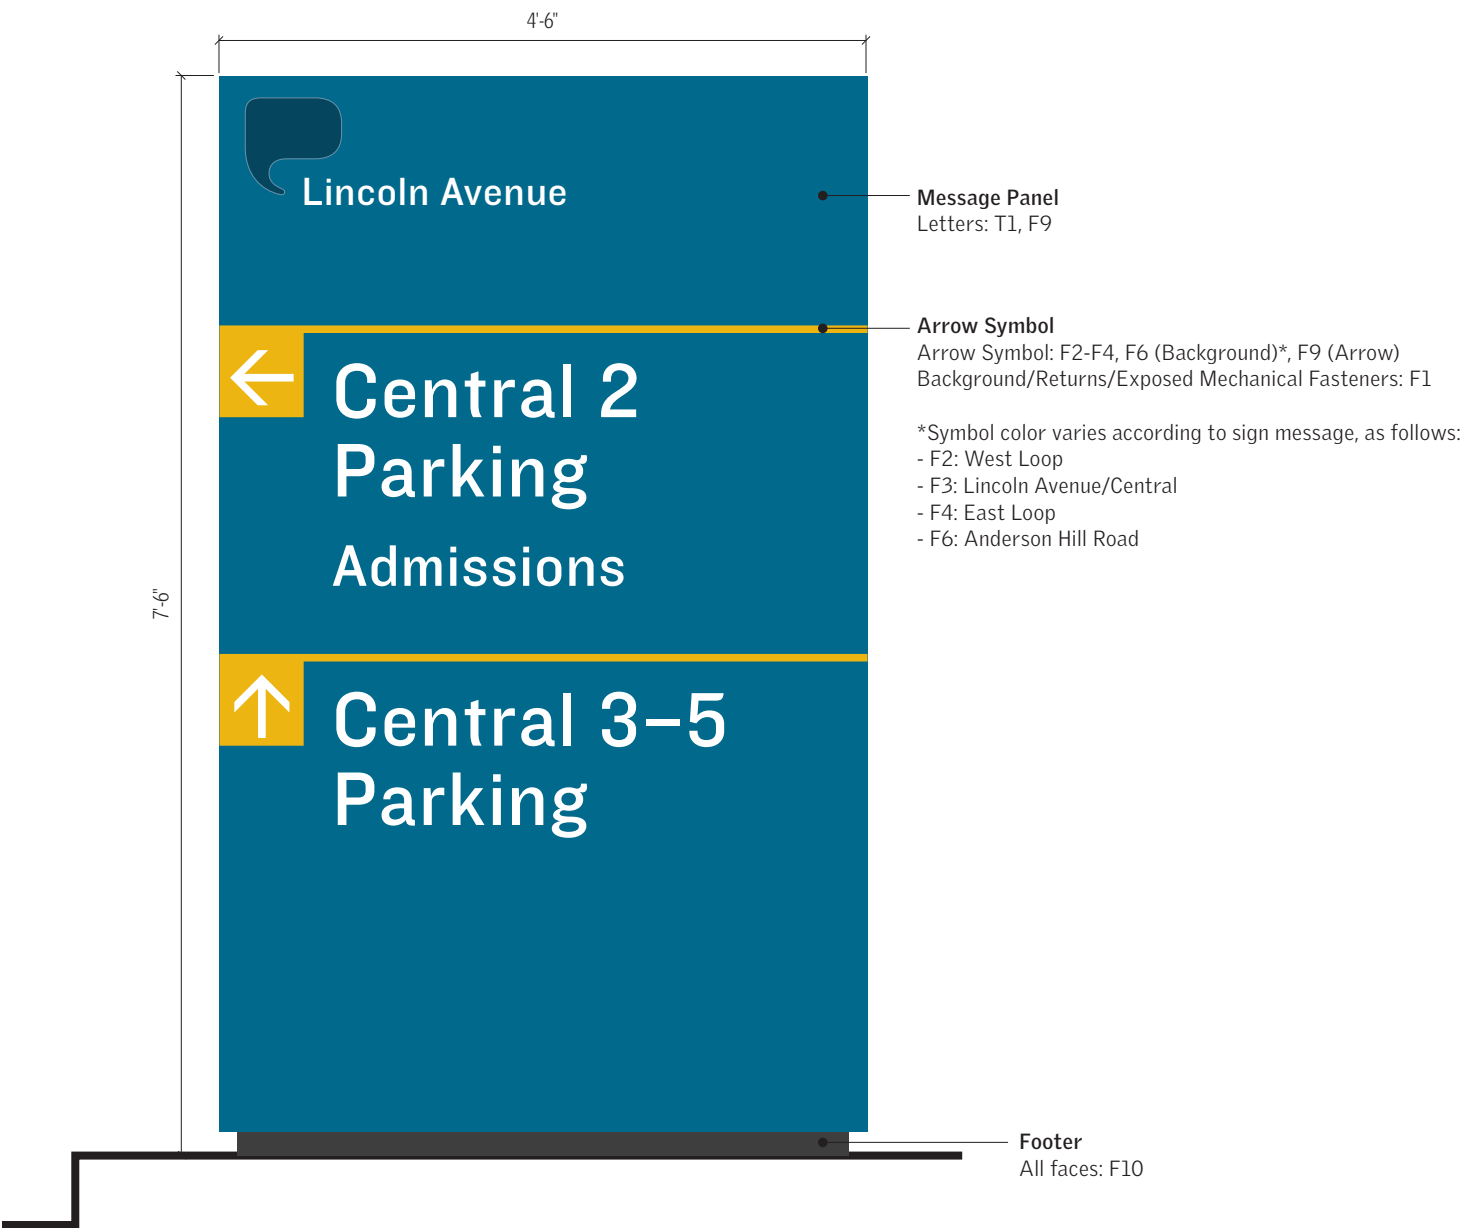 4'-6"
7'-6"
Lincoln Avenue
Central 2
Parking
Admissions
Central 3–5
Parking
Message Panel
Letters: T1, F9
Arrow Symbol
Arrow Symbol: F2-F4, F6 (Background)*, F9 (Arrow)
Background/Returns/Exposed Mechanical Fasteners: F1
*Symbol color varies according to sign message, as follows:
- F2: West Loop
- F3: Lincoln Avenue/Central
- F4: East Loop
- F6: Anderson Hill Road
Footer
All faces: F10